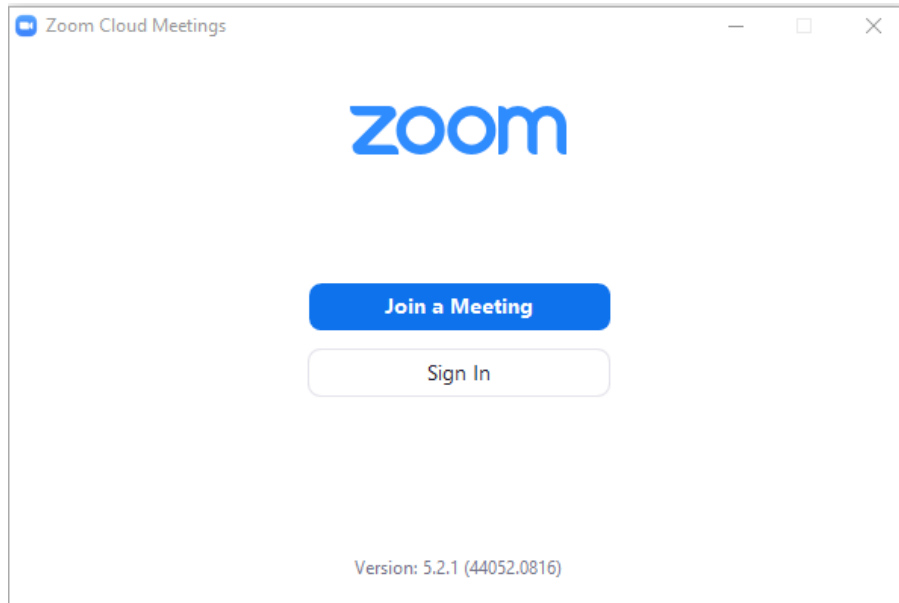 Zoom Cloud Meetings
zoom
Join a Meeting
Sign In
Version: 5.2.1 (44052.0816)